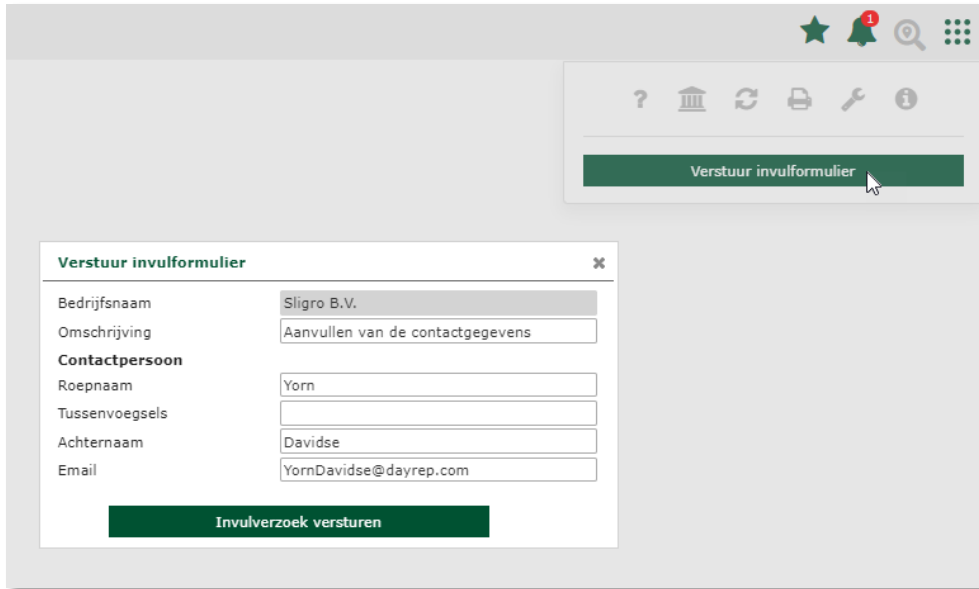 1
?
Verstuur invulformulier
Verstuur invulformulier
Bedrijfsnaam Sligro B.V.
Omschrijving Aanvullen van de contactgegevens
Contactpersoon
Roepnaam Yorn
Tussenvoegsels
Achternaam Davidse
Email YornDavidse@dayrep.com
Invulverzoek versturen